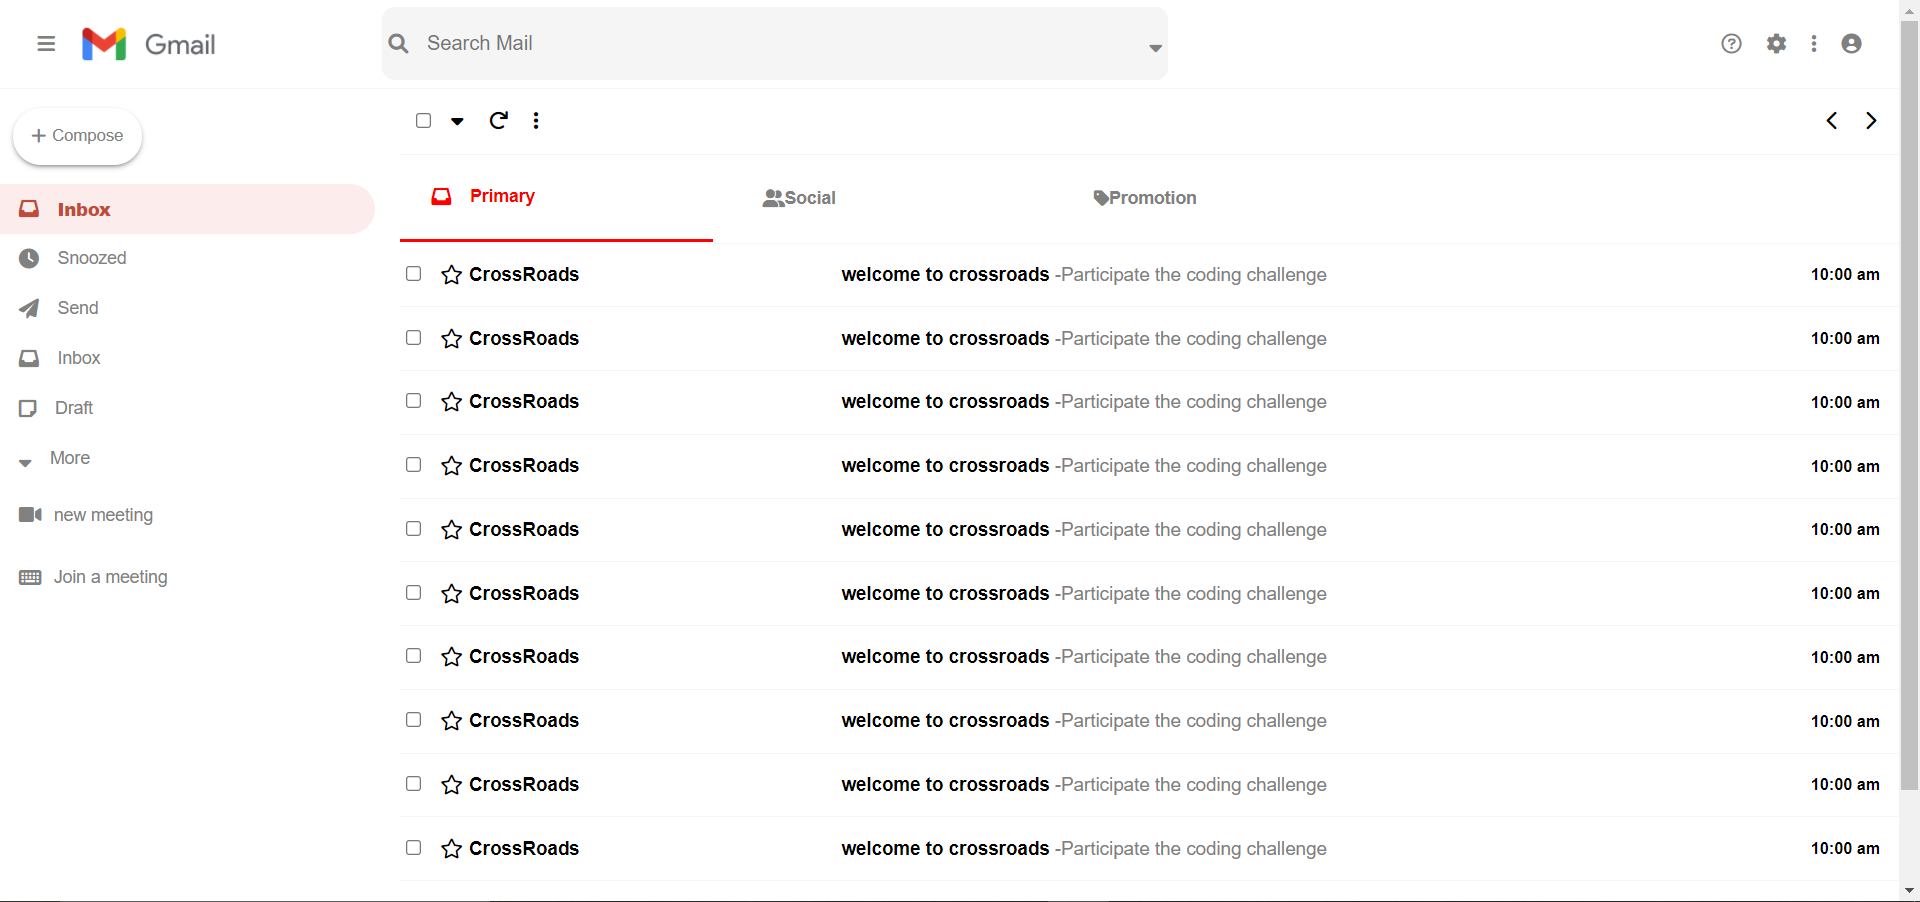 Gmail
Search Mail
Compose
Inbox
Snoozed
Send
Inbox
Draft
More
new meeting
Join a meeting
Primary Social Promotion
CrossRoads welcome to crossroads -Participate the coding challenge 10:00 am
CrossRoads welcome to crossroads -Participate the coding challenge 10:00 am
CrossRoads welcome to crossroads -Participate the coding challenge 10:00 am
CrossRoads welcome to crossroads -Participate the coding challenge 10:00 am
CrossRoads welcome to crossroads -Participate the coding challenge 10:00 am
CrossRoads welcome to crossroads -Participate the coding challenge 10:00 am
CrossRoads welcome to crossroads -Participate the coding challenge 10:00 am
CrossRoads welcome to crossroads -Participate the coding challenge 10:00 am
CrossRoads welcome to crossroads -Participate the coding challenge 10:00 am
CrossRoads welcome to crossroads -Participate the coding challenge 10:00 am